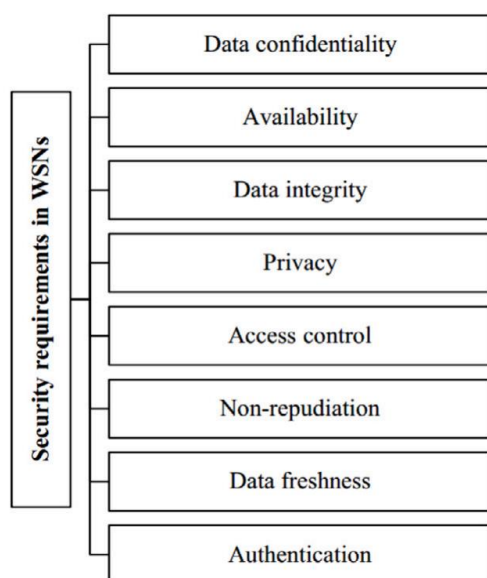 Security requirements in WSNs
Data confidentiality
Availability
Data integrity
Privacy
Access control
Non-repudiation
Data freshness
Authentication